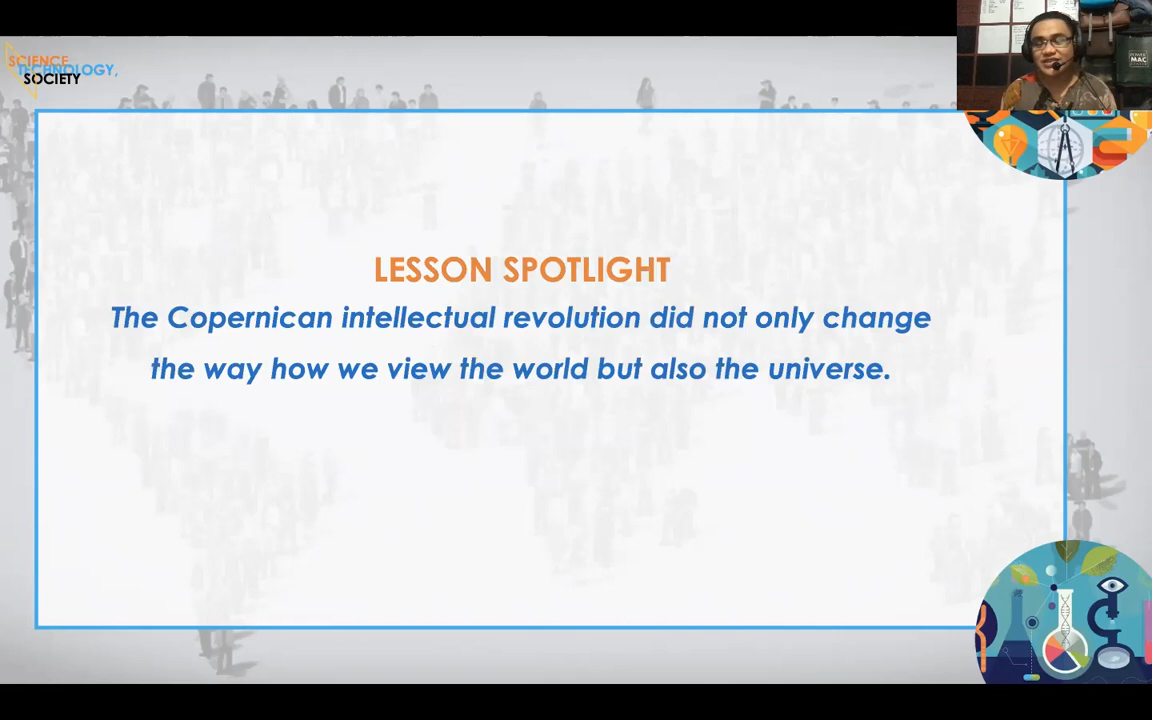 SCIENCE,
TECHNOLOGY,
SOCIETY
MAC
LESSON SPOTLIGHT
The Copernican intellectual revolution did not only change
the way how we view the world but also the universe.